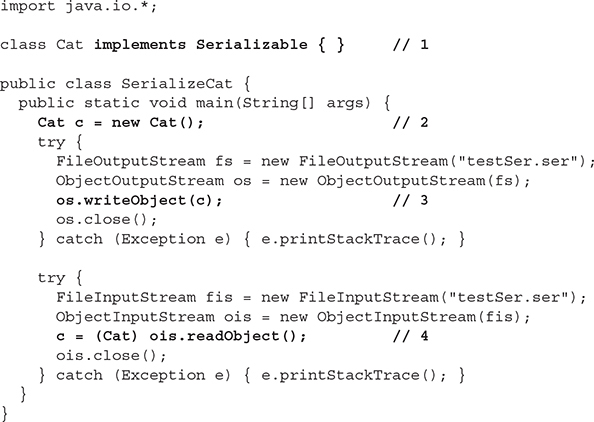 import java.io.*;
class Cat implements Serializable { }     // 1
public class SerializeCat {
  public static void main(String[] args) {
    Cat c = new Cat();                    // 2
    try {
      FileOutputStream fs = new FileOutputStream("testSer.ser");
      ObjectOutputStream os = new ObjectOutputStream(fs);
      os.writeObject(c);                  // 3
      os.close();
    } catch (Exception e) { e.printStackTrace(); }
    try {
      FileInputStream fis = new FileInputStream("testSer.ser");
      ObjectInputStream ois = new ObjectInputStream(fis);
      c = (Cat) ois.readObject();         // 4
      ois.close();
    } catch (Exception e) { e.printStackTrace(); }
  }
}